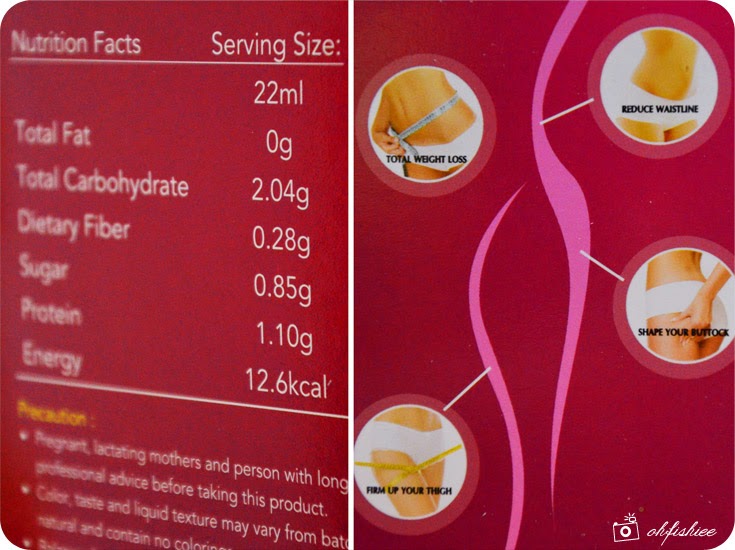 Nutrition Facts Serving Size:
22ml
Total Fat 0g
Total Carbohydrate 2.04g
Dietary Fiber 0.28g
Sugar 0.85g
Protein 1.10g
Energy 12.6kcal
Precaution :
Pregnant, lactating mothers and person with long
professional advice before taking this product.
Color, taste and liquid texture may vary from batc
natural and contain no coloring
TOTAL WEIGHT LOSS
REDUCE WAISTLINE
SHAPE YOUR BUTTOCK
FIRM UP YOUR THIGH
ohfishiee